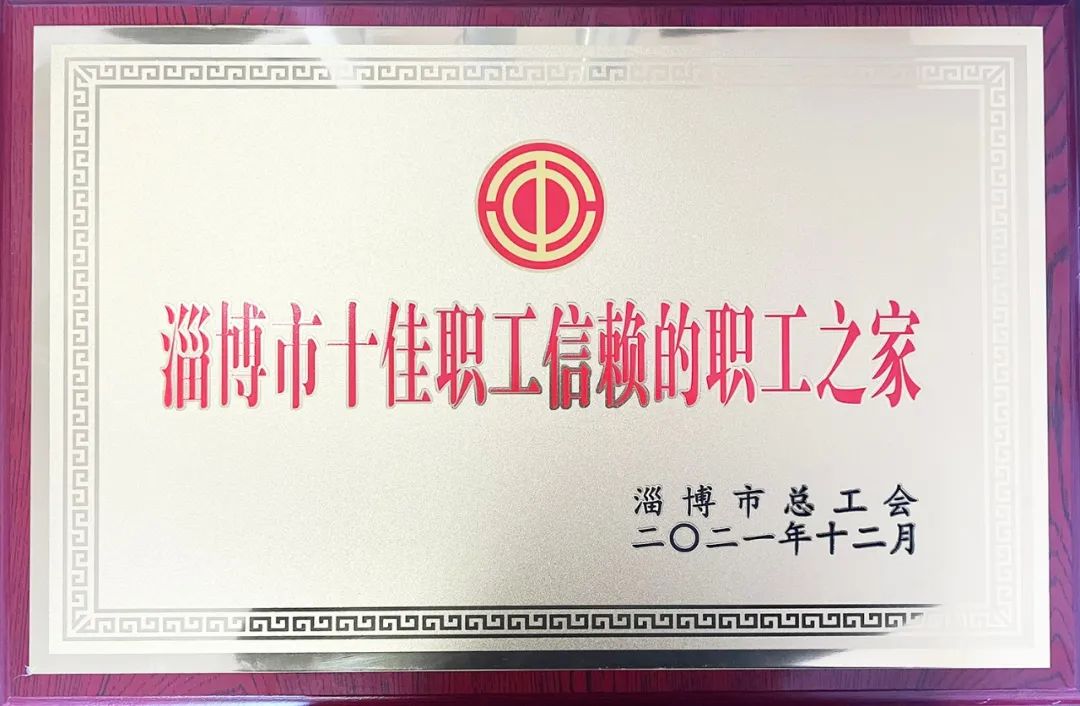 淄博市十佳职工信赖的职工之家
淄博市总工会
二〇二一年十二月